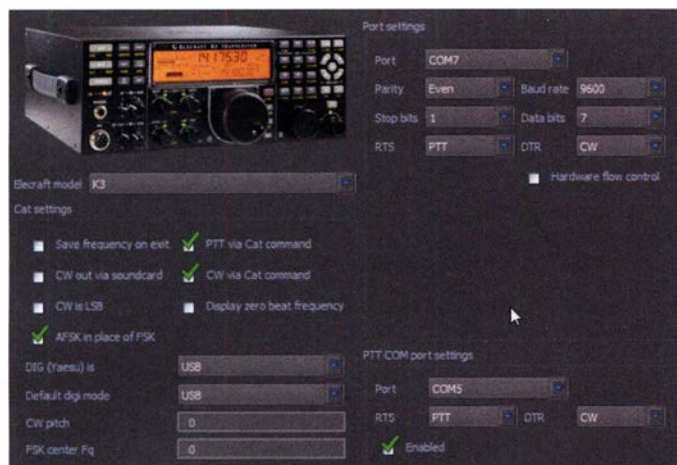 ELECRAFT K3 TRANSCEIVER
Elecraft model K3
Cat settings
Save frequency on exit PTT via Cat command
CW out via soundcard CW via Cat command
CW is LSB Display zero beat frequency
AFSK in place of FSK
DIG (Yaesu) is USB
Default digi mode USB
CW pitch 0
FSK center Fq 0
Port settings
Port COM7
Parity Even Baud rate 9600
Stop bits 1 Data bits 7
RTS PTT DTR CW
Hardware flow control
PTT COM port settings
Port COM5
RTS PTT DTR CW
Enabled